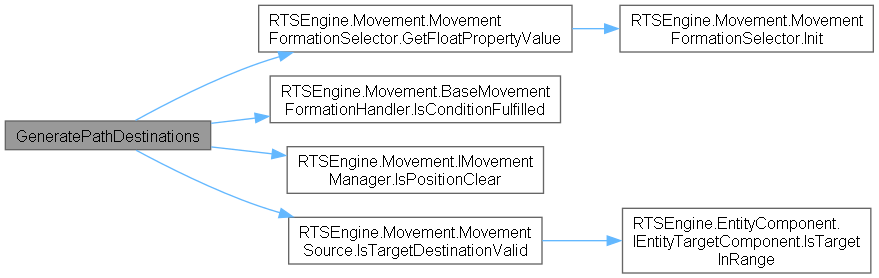 RTSEngine.Movement.Movement
FormationSelector.GetFloatPropertyValue
RTSEngine.Movement.Movement
FormationSelector.Init
RTSEngine.Movement.BaseMovement
FormationHandler.IsConditionFulfilled
GeneratePathDestinations
RTSEngine.Movement.IMovement
Manager.IsPositionClear
RTSEngine.Movement.Movement
Source.IsTargetDestinationValid
RTSEngine.EntityComponent.
IEntityTargetComponent.IsTarget
InRange